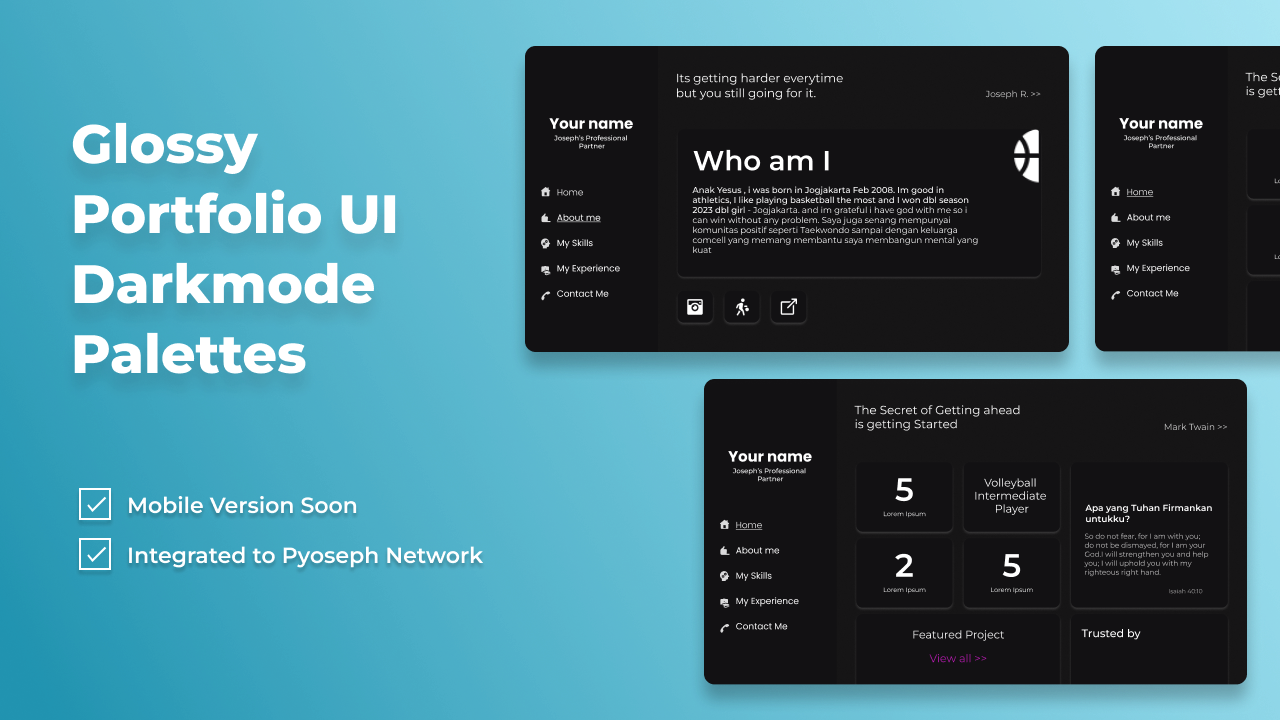 Glossy
Portfolio UI
Darkmode
Palettes
Mobile Version Soon
Integrated to Pyoseph Network
Its getting harder everytime
but you still going for it.
Joseph R. >>
Your name
Joseph's Professional
Partner
Home
About me
My Skills
My Experience
Contact Me
Who am I
Anak Yesus , i was born in Jogjakarta Feb 2008. Im good in
athletics, I like playing basketball the most and I won dbl season
2023 dbl girl - Jogjakarta. and im grateful i have god with me so i
can win without any problem. Saya juga senang mempunyai
komunitas positif seperti Taekwondo sampai dengan keluarga
comcell yang memang membantu saya membangun mental yang
kuat
Your name
Joseph's Professional
Partner
Home
About me
My Skills
My Experience
Contact Me
The S
is gett
Lo
Lo
The Secret of Getting ahead
is getting Started
Mark Twain >>
Your name
Joseph's Professional
Partner
Home
About me
My Skills
My Experience
Contact Me
5
Lorem Ipsum
Volleyball
Intermediate
Player
2
Lorem Ipsum
5
Lorem Ipsum
Apa yang Tuhan Firmankan
untukku?
So do not fear, for I am with you;
do not be dismayed, for I am your
God.I will strengthen you and help
you; I will uphold you with my
righteous right hand.
Isaiah 40:10
Featured Project
View all >>
Trusted by